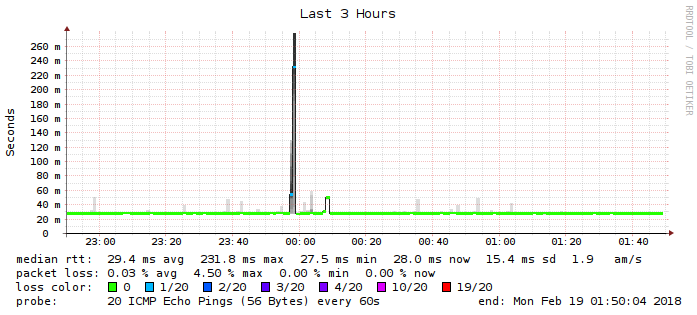 Last 3 Hours
RRDTOOL / TOBI OETIKER
Seconds
260 m
240 m
220 m
200 m
180 m
160 m
140 m
120 m
100 m
80 m
60 m
40 m
20 m
0
23:00 23:20 23:40 00:00 00:20 00:40 01:00 01:20 01:40
median rtt: 29.4 ms avg 231.8 ms max 27.5 ms min 28.0 ms now 15.4 ms sd 1.9 am/s
packet loss: 0.03 % avg 4.50 % max 0.00 % min 0.00 % now
loss color: 0 1/20 2/20 3/20 4/20 10/20 19/20
probe: 20 ICMP Echo Pings (56 Bytes) every 60s end: Mon Feb 19 01:50:04 2018